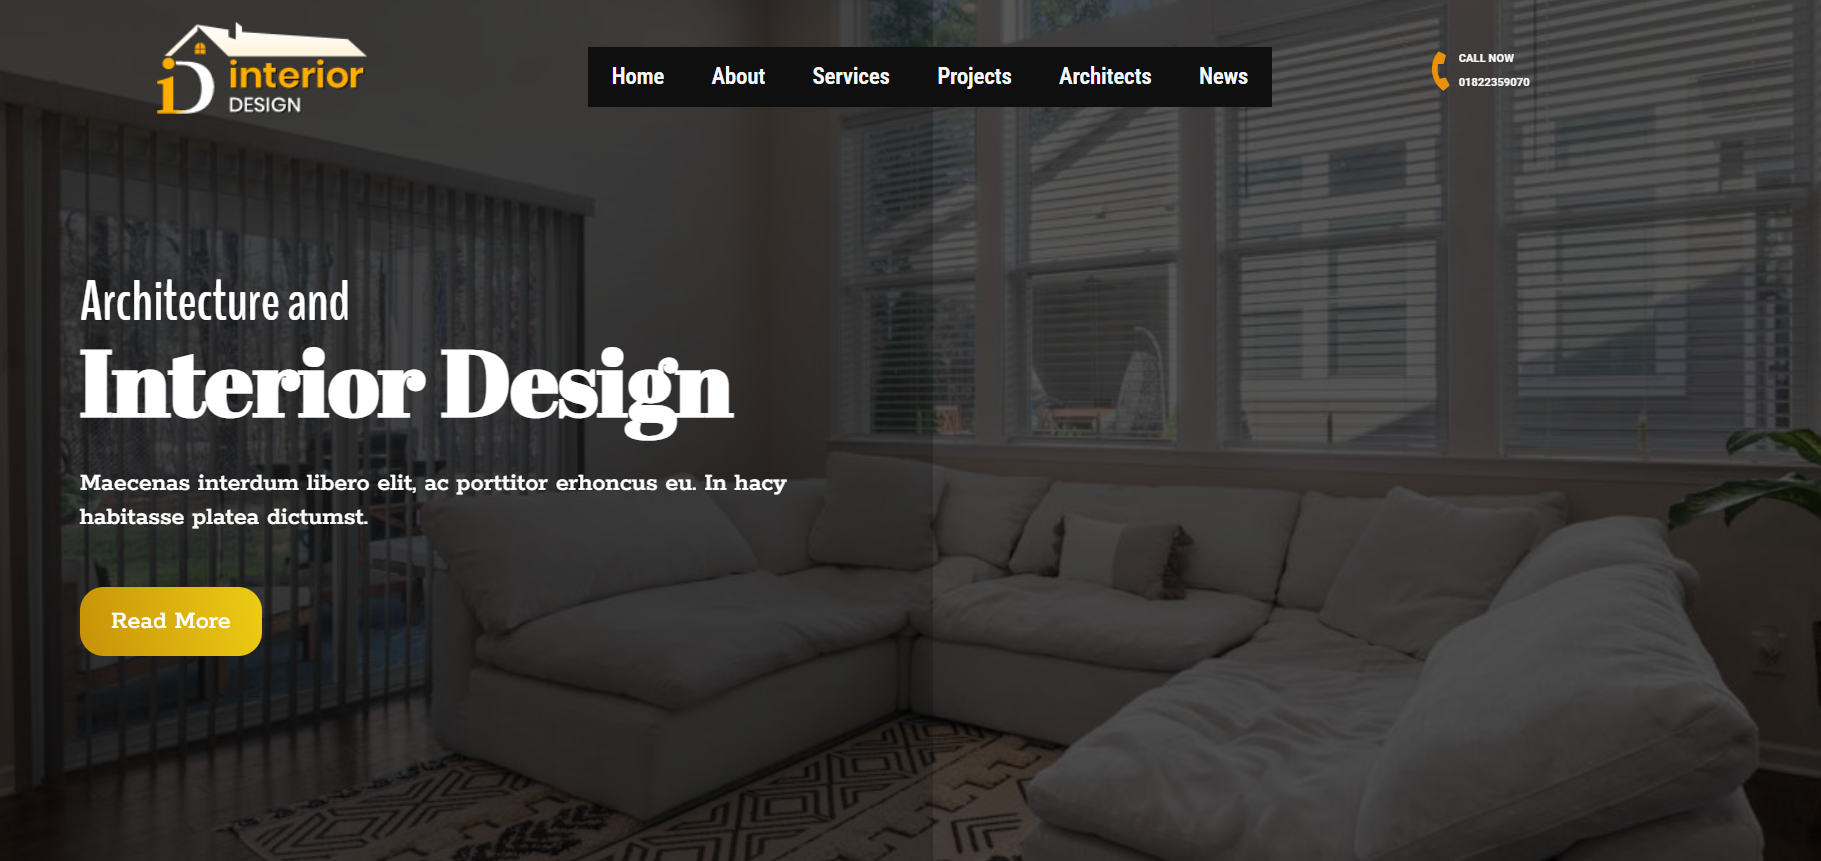 iD interior
DESIGN
Home About Services Projects Architects News
CALL NOW
01822359070
Architecture and
Interior Design
Maecenas interdum libero elit, ac porttitor erhoncus eu. In hacy
habitasse platea dictumst.
Read More